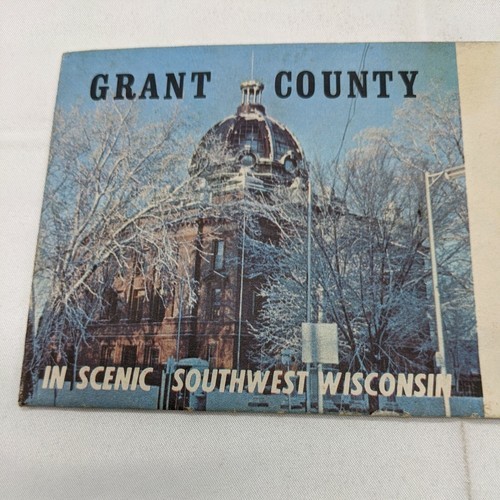 GRANT COUNTY
IN SCENIC SOUTHWEST WISCONSIN